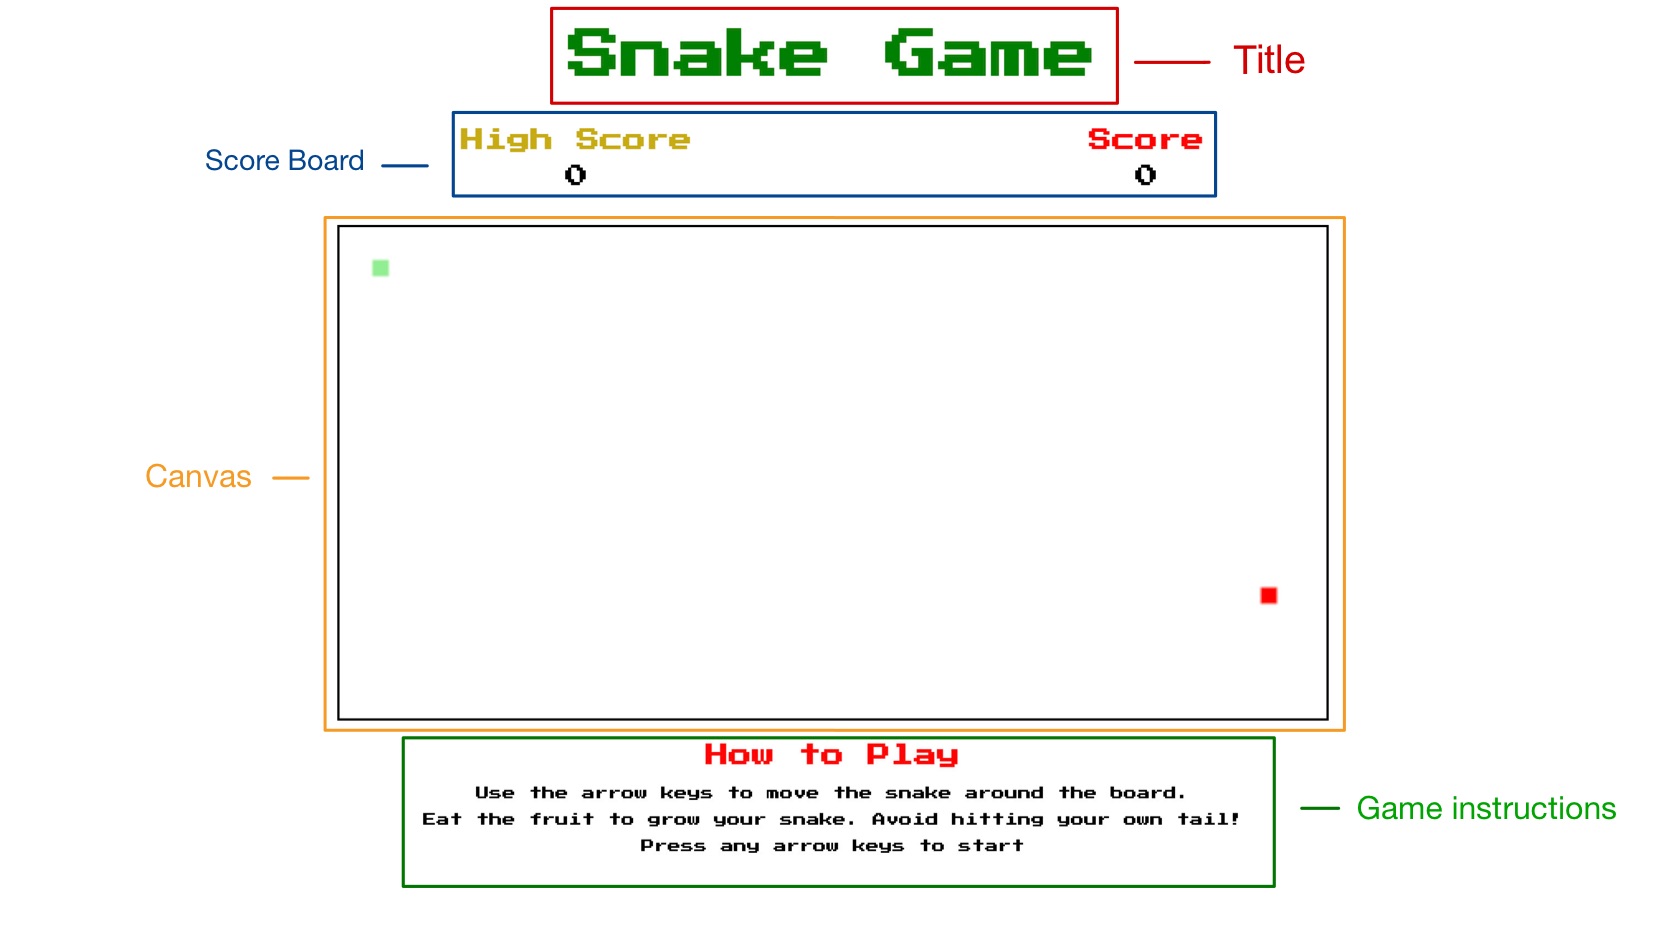 Snake Game
Title
High Score
Score
Score Board
0
0
Canvas
How to Play
Use the arrow keys to move the snake around the board.
Eat the fruit to grow your snake. Avoid hitting your own tail!
Press any arrow keys to start
Game instructions